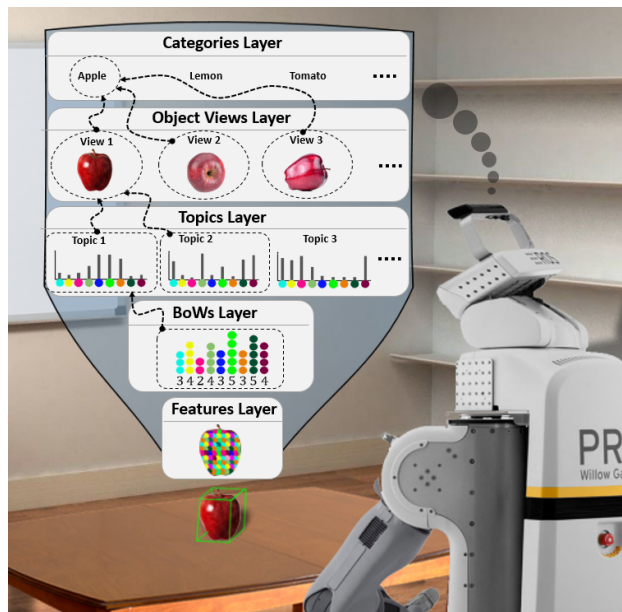 Categories Layer
Apple Lemon Tomato
Object Views Layer
View 1 View 2 View 3
Topics Layer
Topic 1 Topic 2 Topic 3
BoWs Layer
3 4 2 4 3 5 3 5 4
Features Layer
PR
Willow Ga